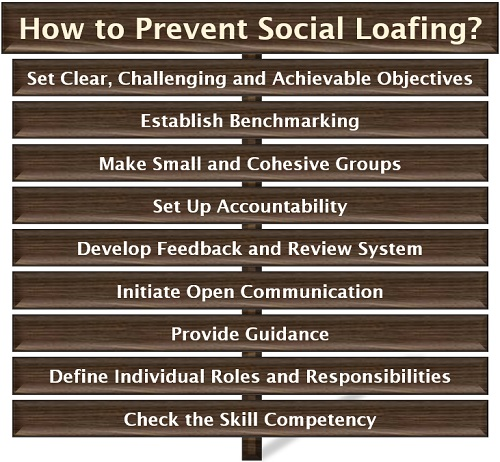 How to Prevent Social Loafing?
Set Clear, Challenging and Achievable Objectives
Establish Benchmarking
Make Small and Cohesive Groups
Set Up Accountability
Develop Feedback and Review System
Initiate Open Communication
Provide Guidance
Define Individual Roles and Responsibilities
Check the Skill Competency